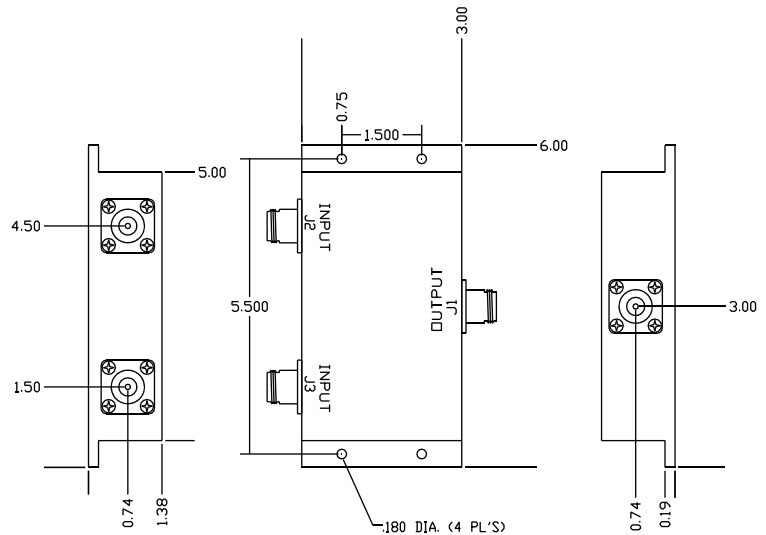 3.00
0.75
1.500
6.00
5.00
4.50
INPUT
J2
OUTPUT
J1
5.500
3.00
1.50
INPUT
J3
0.74
1.38
0.74
0.19
.180 DIA. (4 PL'S)